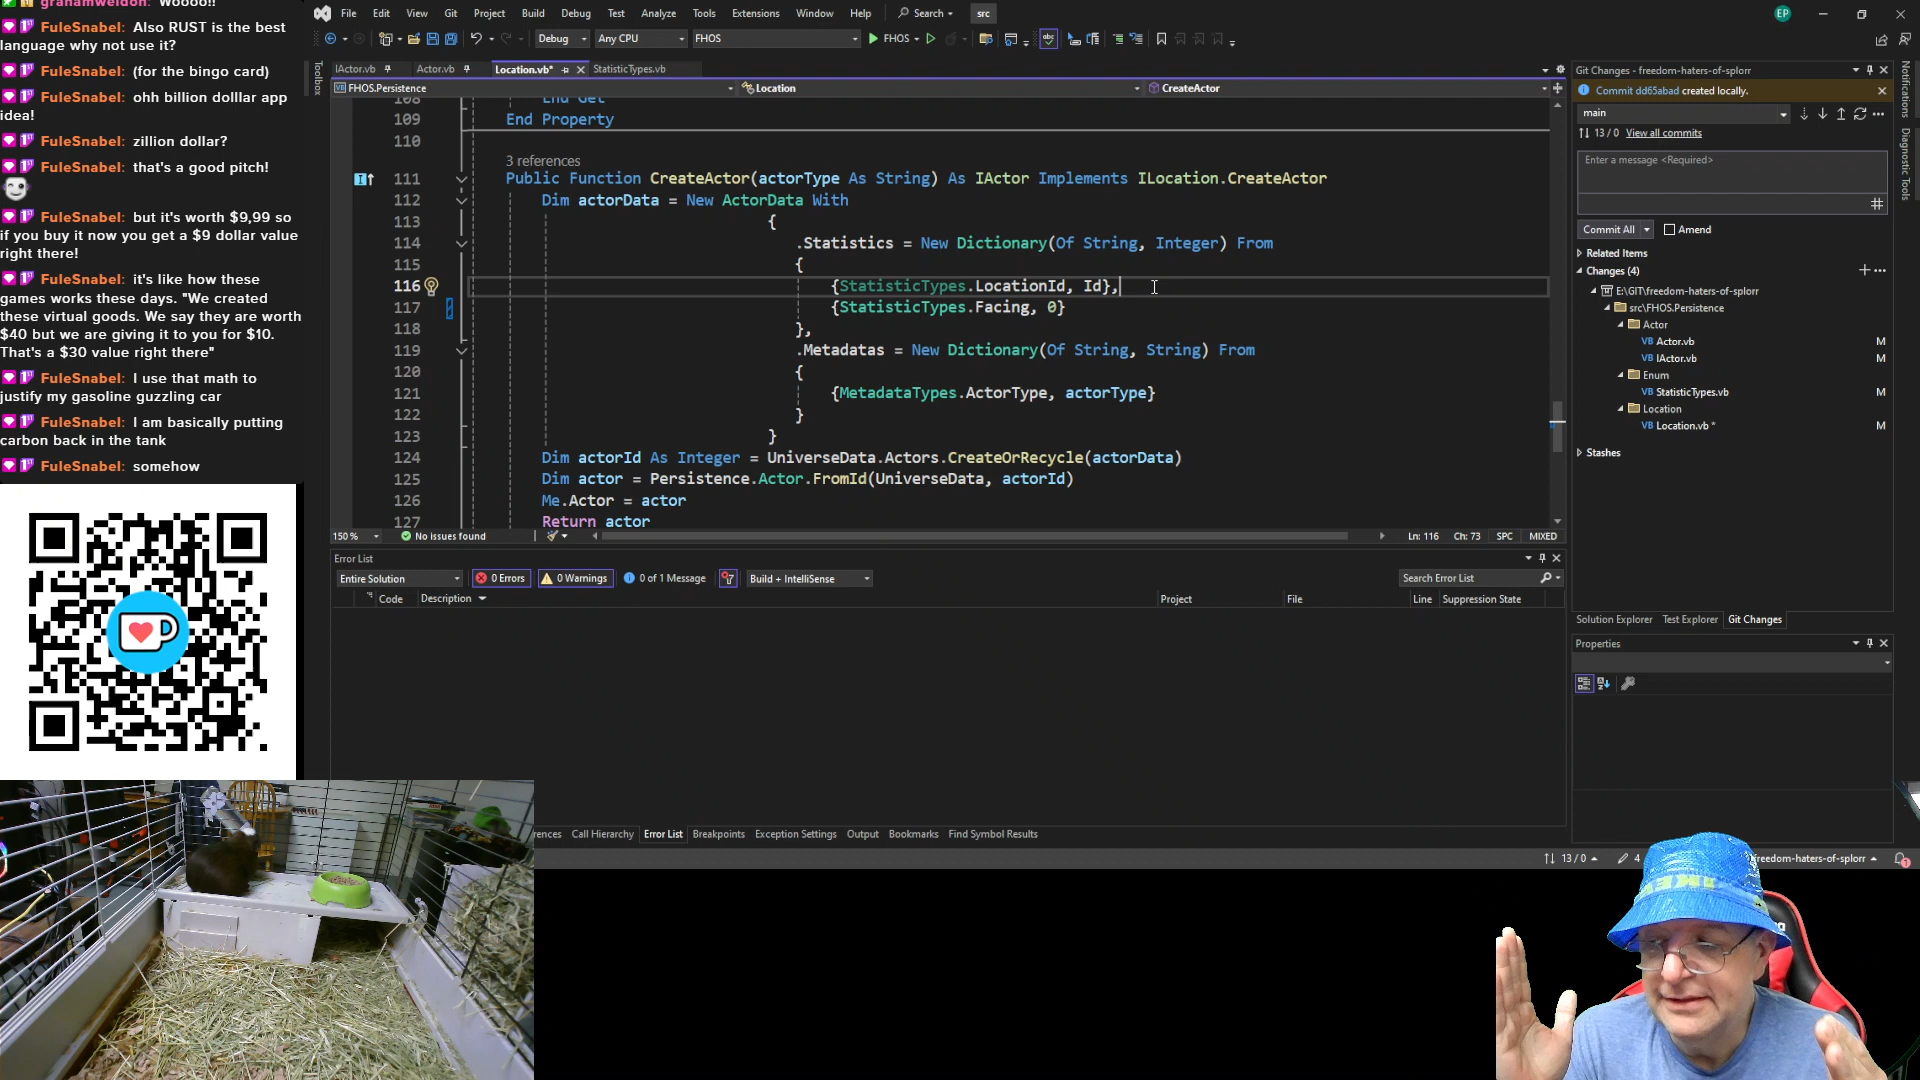 grahamweldon: Woooo!!
FuleSnabel: Also RUST is the best
language why not use it?
FuleSnabel: (for the bingo card)
FuleSnabel: ohh billion dolllar app
idea!
FuleSnabel: zillion dollar?
FuleSnabel: that's a good pitch!
FuleSnabel: but it's worth $9,99 so
if you buy it now you get a $9 dollar value
right there!
FuleSnabel: it's like how these
games works these days. "We created
these virtual goods. We say they are worth
$40 but we are giving it to you for $10.
That's a $30 value right there"
FuleSnabel: I use that math to
justify my gasoline guzzling car
FuleSnabel: I am basically putting
carbon back in the tank
FuleSnabel: somehow
File Edit View Git Project Build Debug Test Analyze Tools Extensions Window Help Search src EP
Debug Any CPU FHOS FHOS
Toolbox
IActor.vb Actor.vb Location.vb* StatisticTypes.vb
FHOS.Persistence Location CreateActor
108 End Get
109 End Property
110
3 references
111 Public Function CreateActor(actorType As String) As IActor Implements ILocation.CreateActor
112 Dim actorData = New ActorData With
113 {
114 .Statistics = New Dictionary(Of String, Integer) From
115 {
116 {StatisticTypes.LocationId, Id},
117 {StatisticTypes.Facing, 0}
118 },
119 .Metadatas = New Dictionary(Of String, String) From
120 {
121 {MetadataTypes.ActorType, actorType}
122 }
123 }
124 Dim actorId As Integer = UniverseData.Actors.CreateOrRecycle(actorData)
125 Dim actor = Persistence.Actor.FromId(UniverseData, actorId)
126 Me.Actor = actor
127 Return actor
150 % No issues found Ln: 116 Ch: 73 SPC MIXED
Error List
Entire Solution 0 Errors 0 Warnings 0 of 1 Message Build + IntelliSense Search Error List
Code Description Project File Line Suppression State
erences Call Hierarchy Error List Breakpoints Exception Settings Output Bookmarks Find Symbol Results
Git Changes - freedom-haters-of-splorr
Commit dd65abad created locally.
main
13 / 0 View all commits
Enter a message <Required>
Commit All Amend
Related Items
Changes (4)
E:\GIT\freedom-haters-of-splorr
src\FHOS.Persistence
Actor
VB Actor.vb M
VB IActor.vb M
Enum
VB StatisticTypes.vb M
Location
VB Location.vb * M
Stashes
Solution Explorer Test Explorer Git Changes
Properties
Notifications
Diagnostic Tools
13 / 0 4 freedom-haters-of-splorr